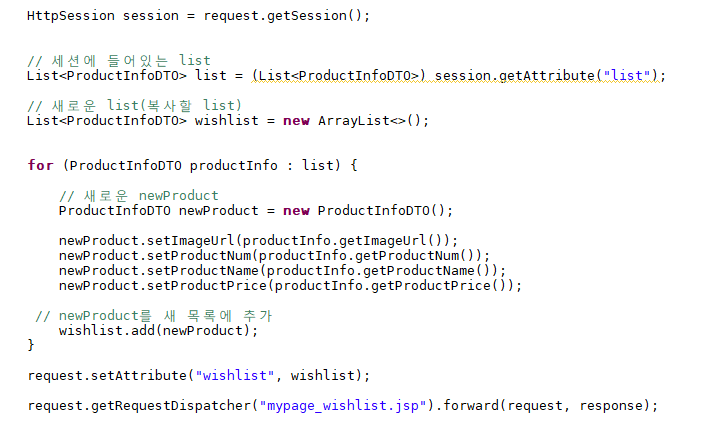 HttpSession session = request.getSession();
// 세션에 들어있는 list
List<ProductInfoDTO> list = (List<ProductInfoDTO>) session.getAttribute("list");
// 새로운 list(복사할 list)
List<ProductInfoDTO> wishlist = new ArrayList<>();
for (ProductInfoDTO productInfo : list) {
// 새로운 newProduct
ProductInfoDTO newProduct = new ProductInfoDTO();
newProduct.setImageUrl(productInfo.getImageUrl());
newProduct.setProductNum(productInfo.getProductNum());
newProduct.setProductName(productInfo.getProductName());
newProduct.setProductPrice(productInfo.getProductPrice());
// newProduct를 새 목록에 추가
wishlist.add(newProduct);
}
request.setAttribute("wishlist", wishlist);
request.getRequestDispatcher("mypage_wishlist.jsp").forward(request, response);